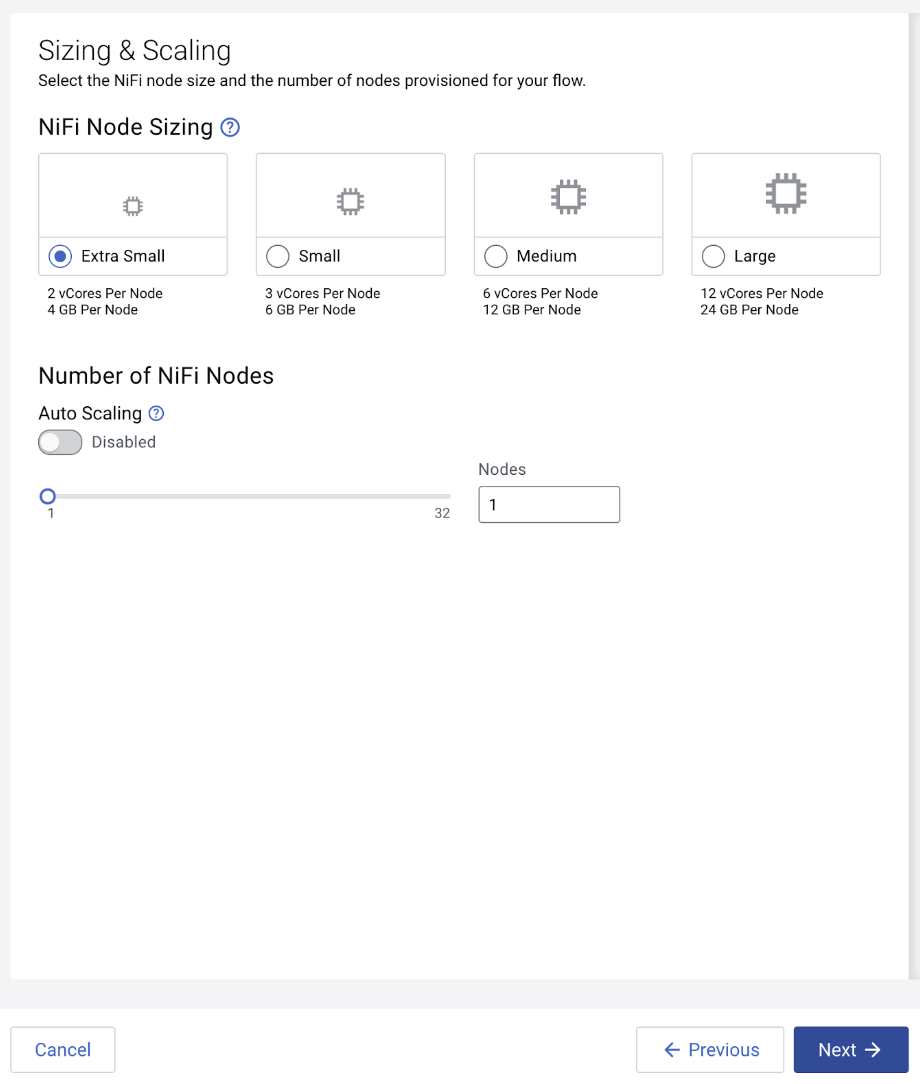 Sizing & Scaling
Select the NiFi node size and the number of nodes provisioned for your flow.
NiFi Node Sizing ?
Extra Small
Small
Medium
Large
2 vCores Per Node
4 GB Per Node
3 vCores Per Node
6 GB Per Node
6 vCores Per Node
12 GB Per Node
12 vCores Per Node
24 GB Per Node
Number of NiFi Nodes
Auto Scaling ?
Disabled
Nodes
1
1
32
Cancel
← Previous
Next →